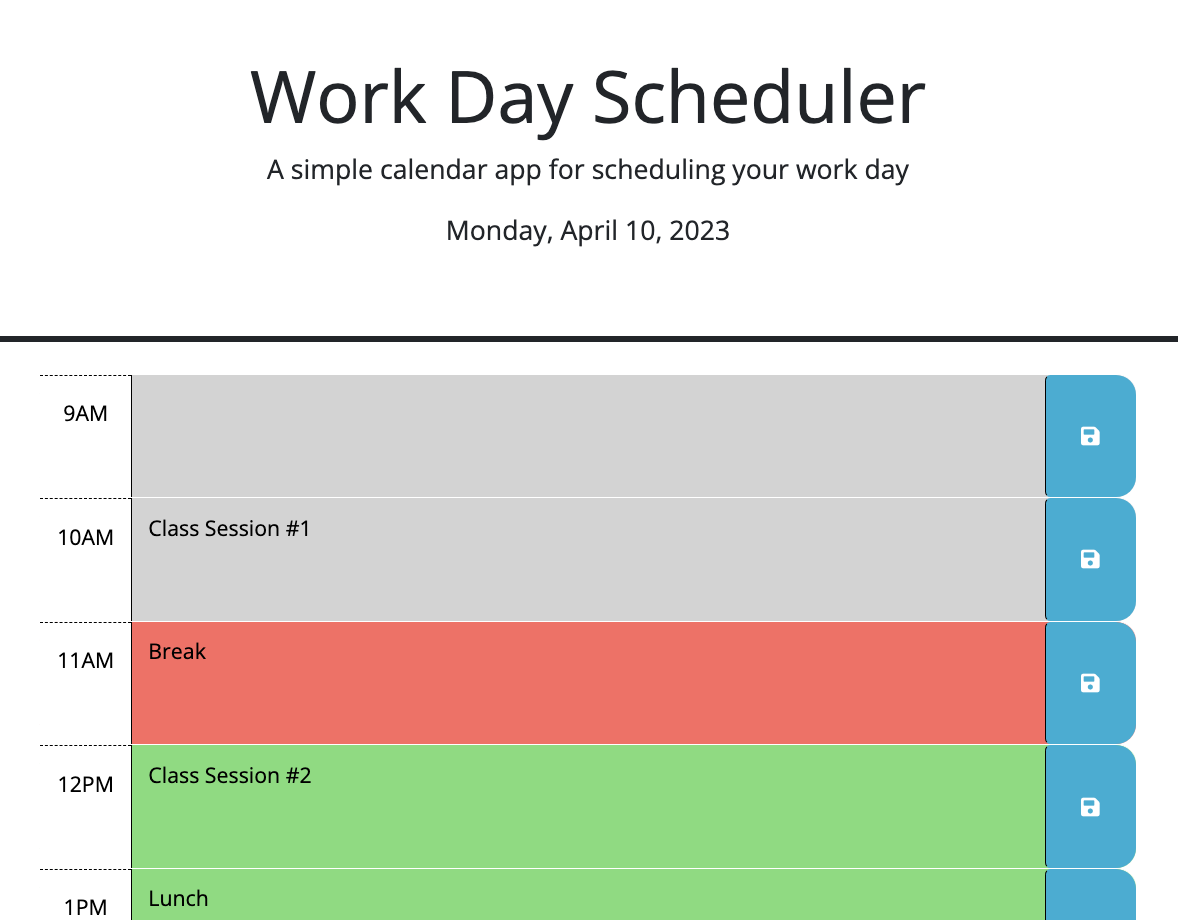 Work Day Scheduler
A simple calendar app for scheduling your work day
Monday, April 10, 2023
9AM
10AM
Class Session #1
11AM
Break
12PM
Class Session #2
1PM
Lunch